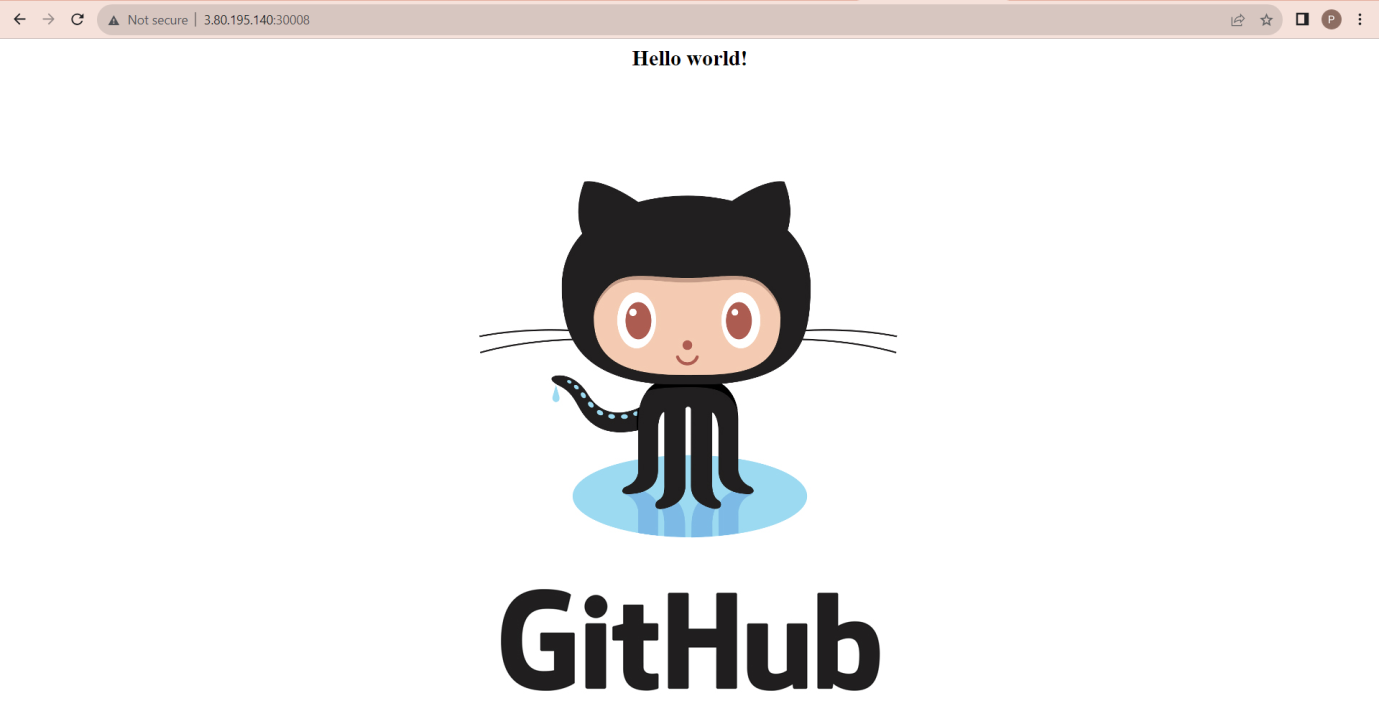 Not secure | 3.80.195.140:30008
P
Hello world!
GitHub